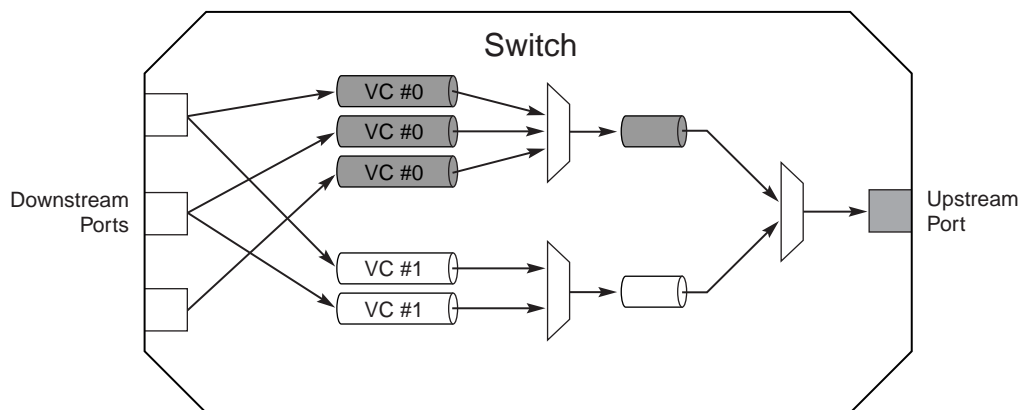 Switch
VC #0
VC #0
VC #0
Downstream
Ports
Upstream
Port
VC #1
VC #1